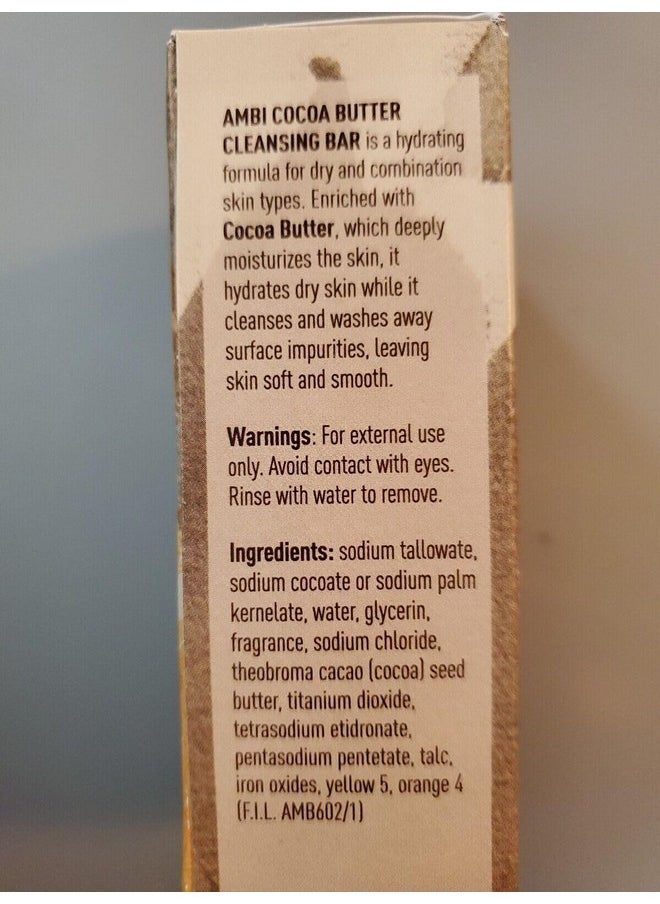 AMBI COCOA BUTTER
CLEANSING BAR is a hydrating
formula for dry and combination
skin types. Enriched with
Cocoa Butter, which deeply
moisturizes the skin, it
hydrates dry skin while it
cleanses and washes away
surface impurities, leaving
skin soft and smooth.
Warnings: For external use
only. Avoid contact with eyes.
Rinse with water to remove.
Ingredients: sodium tallowate,
sodium cocoate or sodium palm
kernelate, water, glycerin,
fragrance, sodium chloride,
theobroma cacao (cocoa) seed
butter, titanium dioxide,
tetrasodium etidronate,
pentasodium pentetate, talc,
iron oxides, yellow 5, orange 4
(F.I.L. AMB602/1)